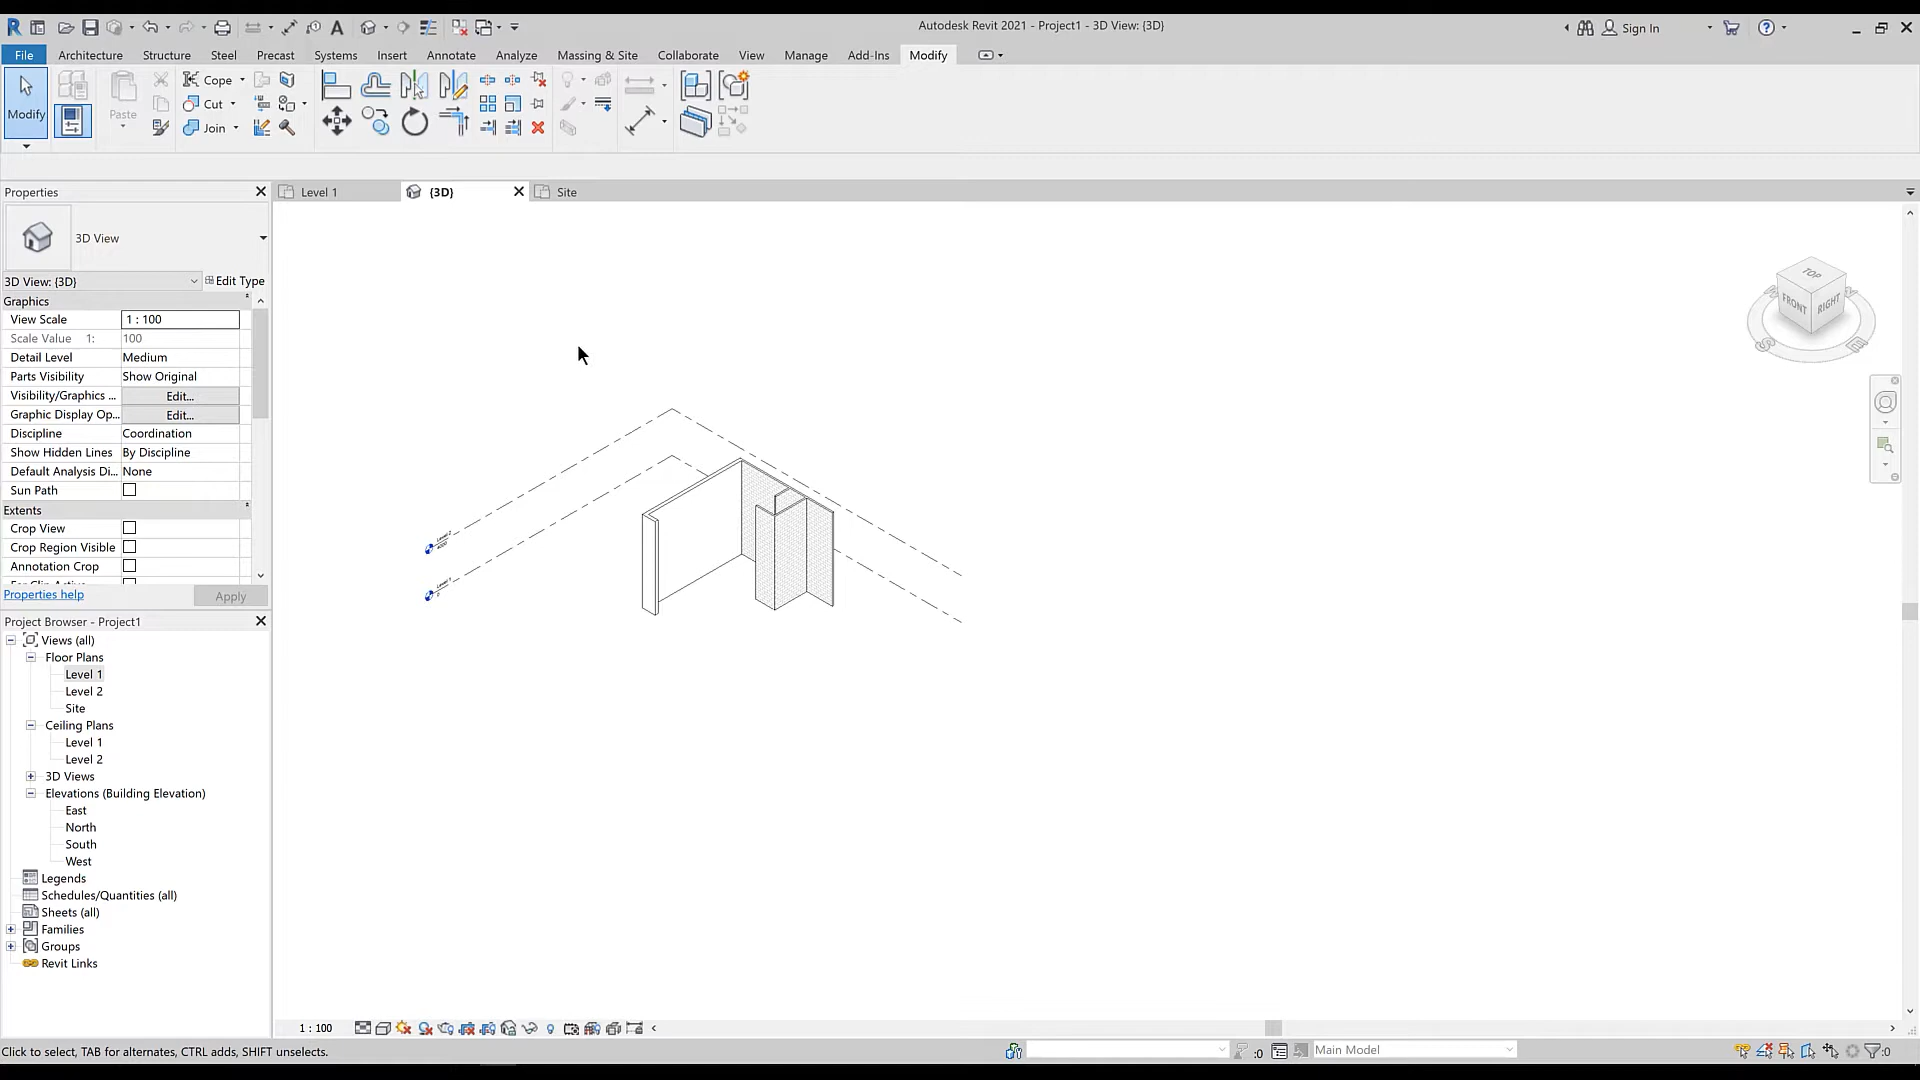 Autodesk Revit 2021 - Project1 - 3D View: {3D}
Sign In
File Architecture Structure Steel Precast Systems Insert Annotate Analyze Massing & Site Collaborate View Manage Add-Ins Modify
Modify
Paste
Cope
Cut
Join
Properties
Level 1
{3D}
Site
3D View
3D View: {3D}
Edit Type
Graphics
View Scale 1 : 100
Scale Value 1: 100
Detail Level Medium
Parts Visibility Show Original
Visibility/Graphics ... Edit...
Graphic Display Op... Edit...
Discipline Coordination
Show Hidden Lines By Discipline
Default Analysis Di... None
Sun Path
Extents
Crop View
Crop Region Visible
Annotation Crop
Properties help
Apply
Project Browser - Project1
Views (all)
Floor Plans
Level 1
Level 2
Site
Ceiling Plans
Level 1
Level 2
3D Views
Elevations (Building Elevation)
East
North
South
West
Legends
Schedules/Quantities (all)
Sheets (all)
Families
Groups
Revit Links
TOP
FRONT
RIGHT
S
E
1 : 100
Click to select, TAB for alternates, CTRL adds, SHIFT unselects.
:0
Main Model
:0